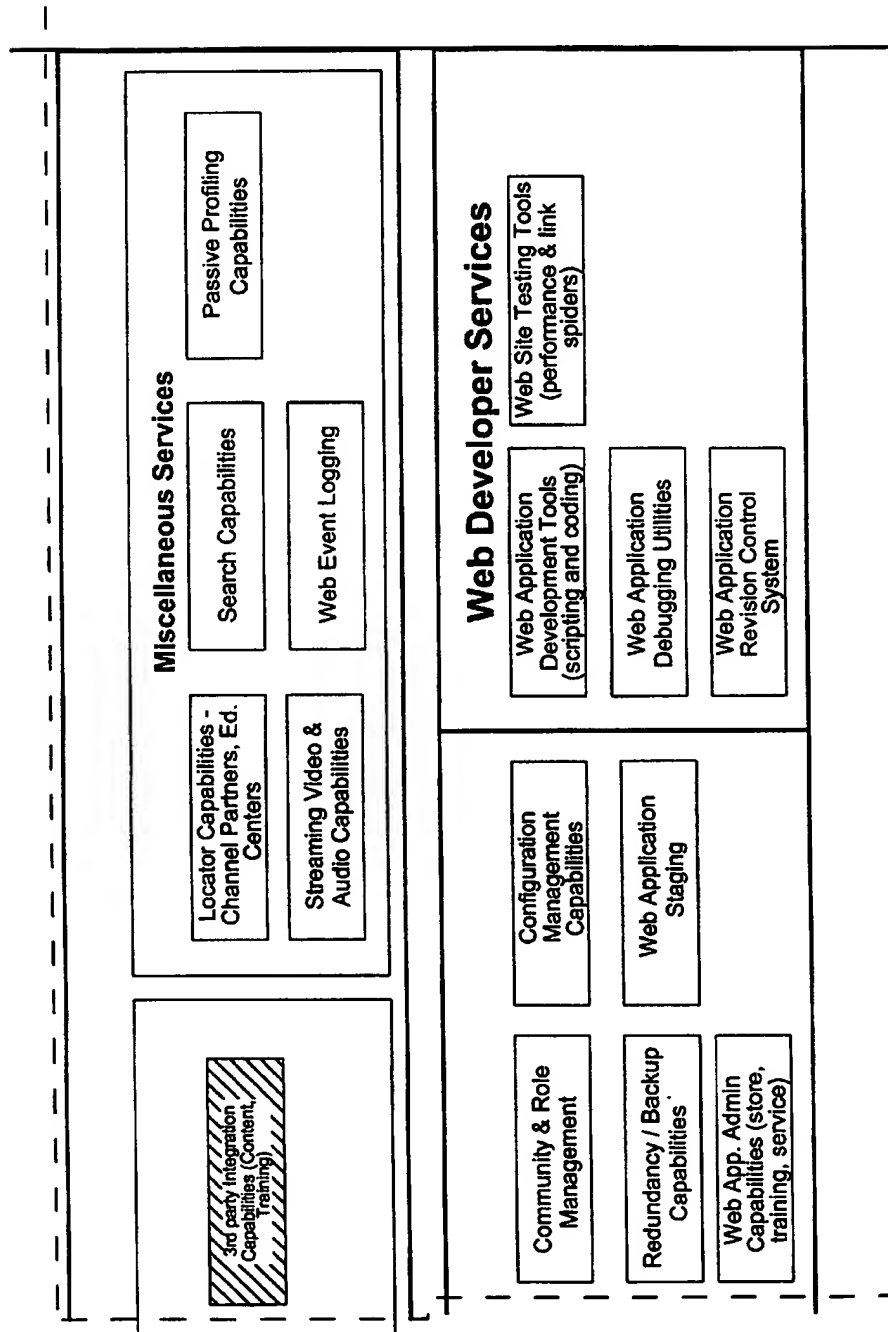 3rd party Integration
Capabilities (Content,
Training)
Miscellaneous Services
Locator Capabilities -
Channel Partners, Ed.
Centers
Search Capabilities
Passive Profiling
Capabilities
Streaming Video &
Audio Capabilities
Web Event Logging
Community & Role
Management
Configuration
Management
Capabilities
Redundancy / Backup
Capabilities
Web Application
Staging
Web App. Admin
Capabilities (store,
training, service)
Web Developer Services
Web Application
Development Tools
(scripting and coding)
Web Site Testing Tools
(performance & link
spiders)
Web Application
Debugging Utilities
Web Application
Revision Control
System